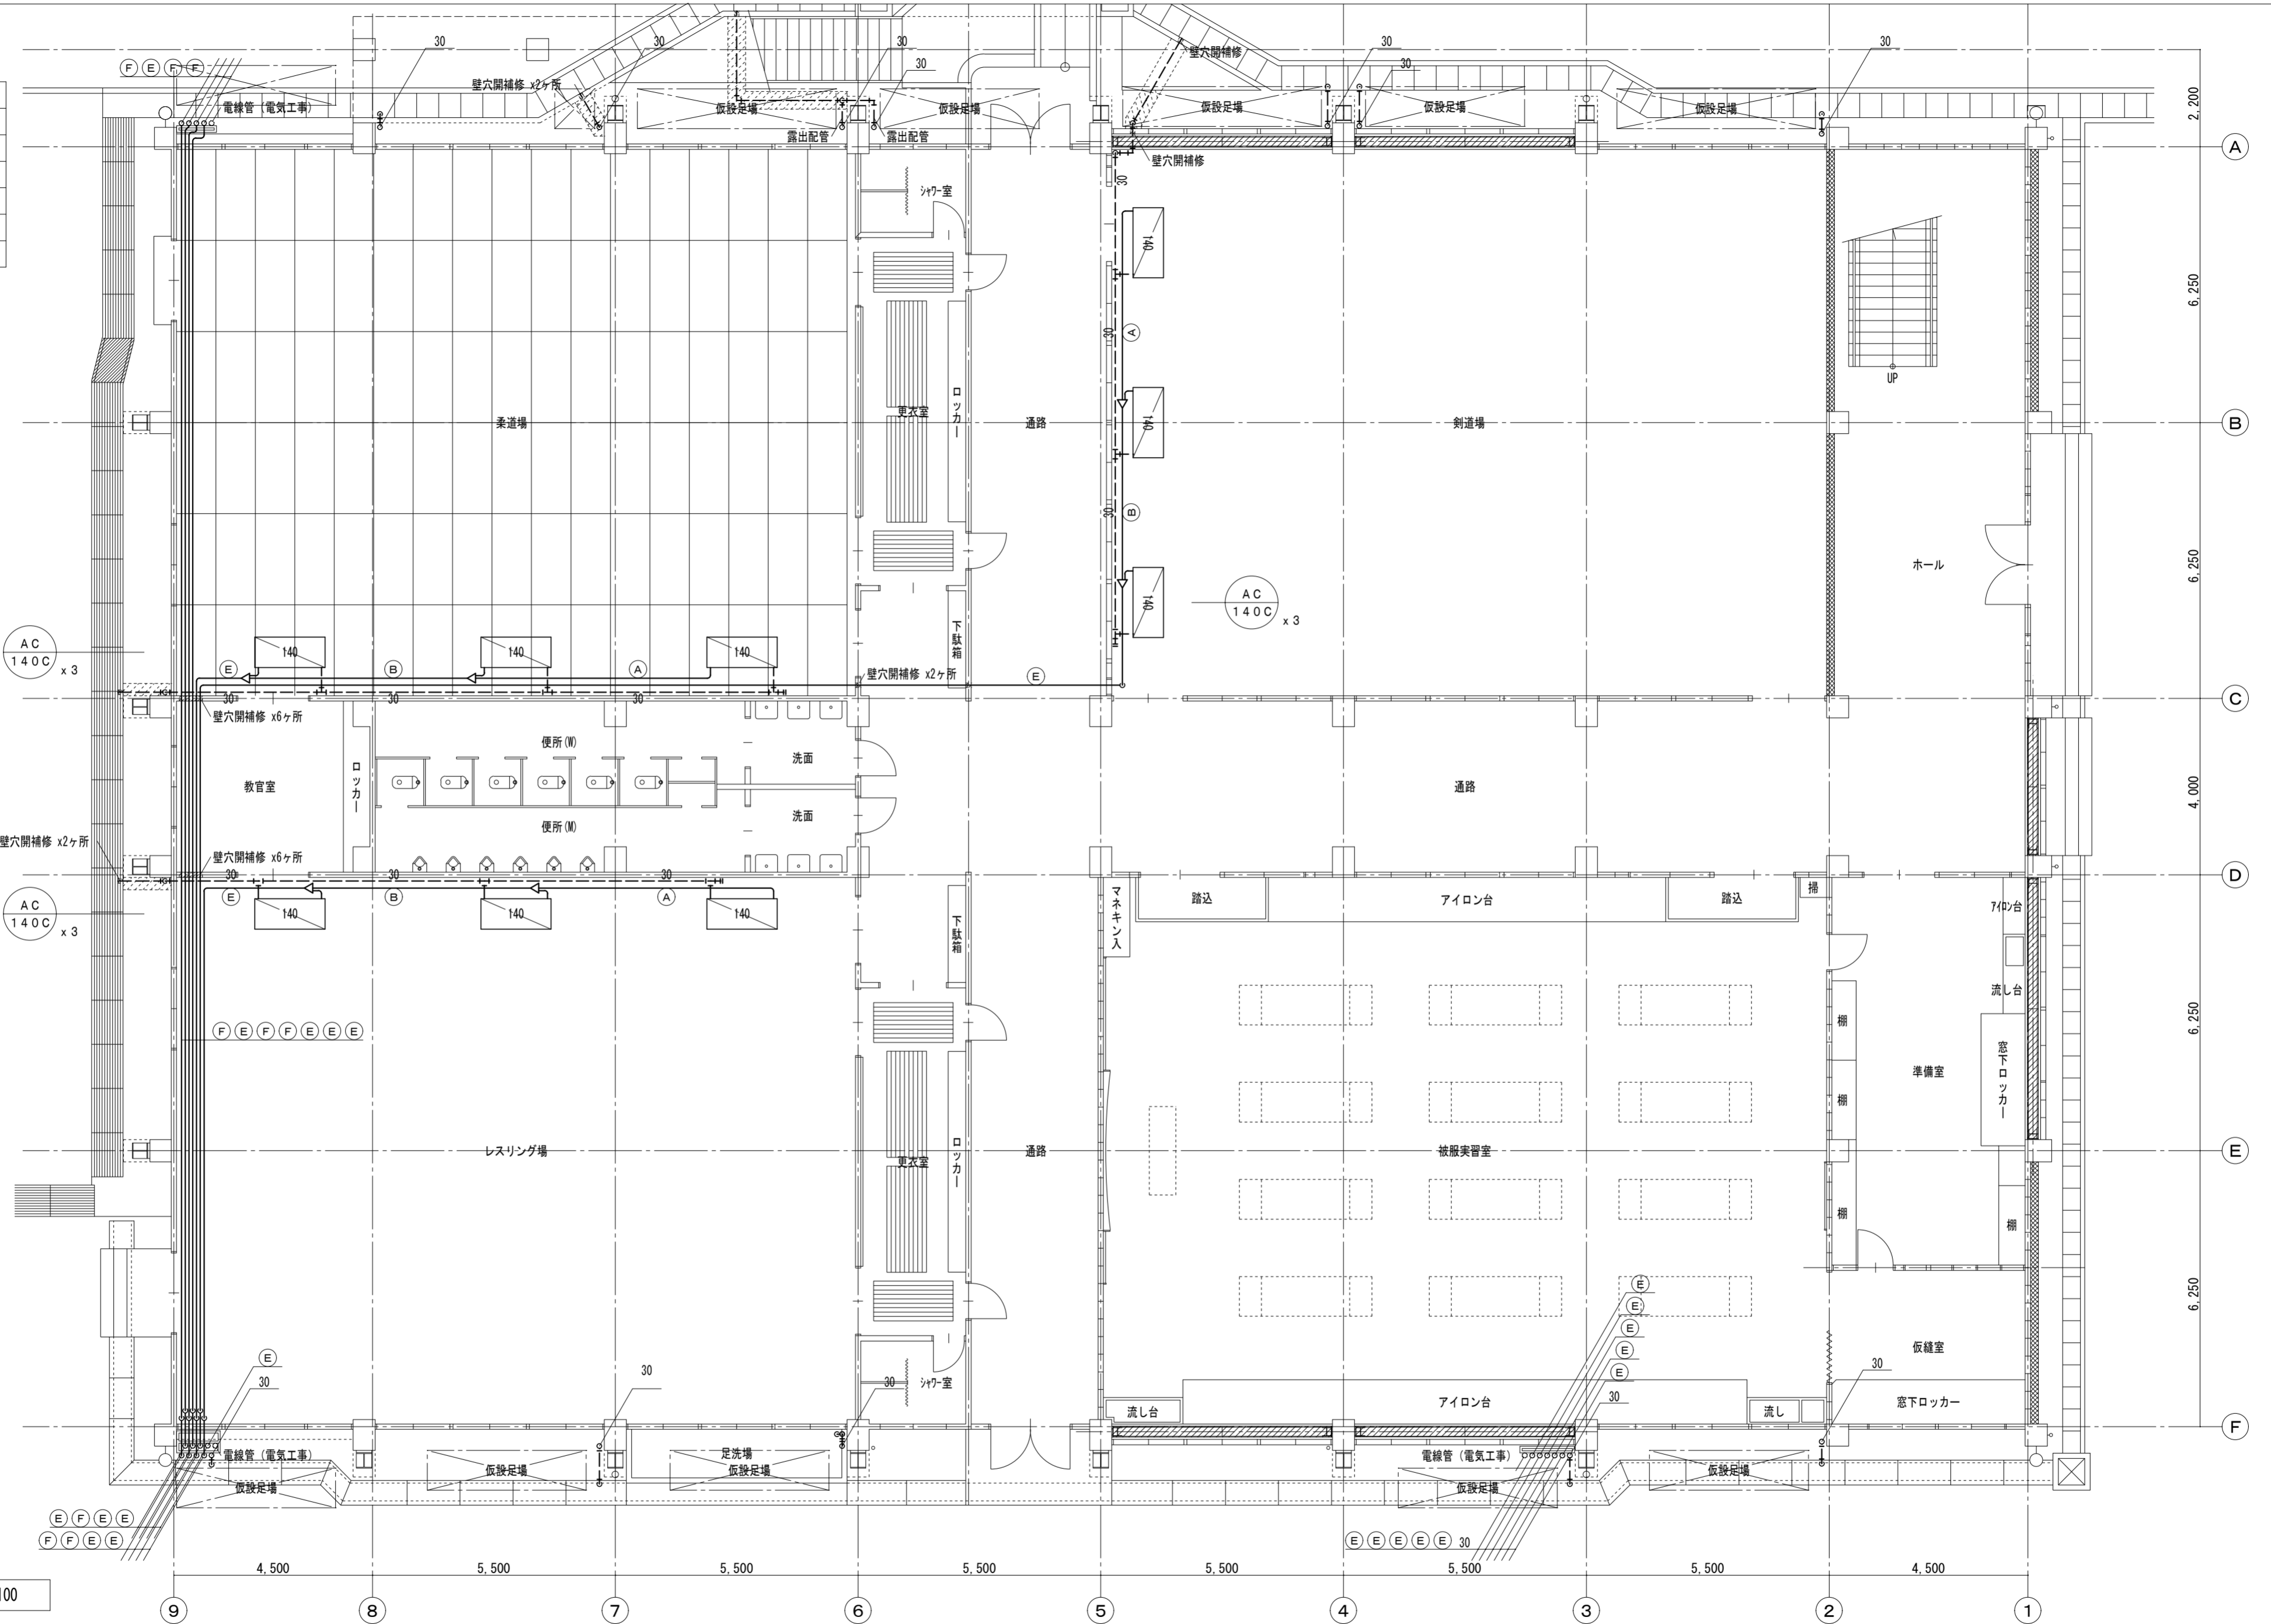 30
30
30
壁穴開補修
30
30
Ⓕ Ⓔ Ⓕ Ⓕ
30
30
壁穴開補修 x2ヶ所
電線管 (電気工事)
仮設足場
仮設足場
仮設足場
仮設足場
仮設足場
2,200
露出配管
露出配管
壁穴開補修
Ⓐ
シャワー室
30
140
6,250
30
Ⓐ
UP
ロッカー
更衣室
140
柔道場
通路
剣道場
Ⓑ
30
Ⓑ
ホール
6,250
140
AC
140C x 3
下駄箱
AC
140C x 3
140
140
140
Ⓔ
Ⓑ
Ⓐ
壁穴開補修 x2ヶ所
Ⓔ
30
30
30
Ⓒ
壁穴開補修 x6ヶ所
便所(W)
洗面
教官室
ロッカー
通路
4,000
便所(M)
洗面
壁穴開補修 x2ヶ所
壁穴開補修 x6ヶ所
30
30
30
Ⓓ
Ⓔ
Ⓑ
Ⓐ
AC
140C x 3
140
140
140
下駄箱
マネキン入
踏込
アイロン台
踏込
掃
アイロン台
流し台
Ⓕ Ⓔ Ⓕ Ⓕ Ⓔ Ⓔ Ⓔ
棚
6,250
窓下ロッカー
準備室
棚
レスリング場
更衣室
ロッカー
通路
被服実習室
Ⓔ
棚
棚
Ⓔ
6,250
Ⓔ
Ⓔ
仮縫室
Ⓔ
Ⓔ
30
30
Ⓔ
30
シャワー室
30
30
流し台
アイロン台
流し
窓下ロッカー
Ⓕ
電線管 (電気工事)
足洗場
電線管 (電気工事)
仮設足場
仮設足場
仮設足場
仮設足場
仮設足場
Ⓔ Ⓕ Ⓔ Ⓔ
Ⓕ Ⓕ Ⓔ Ⓔ
Ⓔ Ⓔ Ⓔ Ⓔ Ⓔ 30
4,500
5,500
5,500
5,500
5,500
5,500
5,500
4,500
⑨
⑧
⑦
⑥
⑤
④
③
②
①